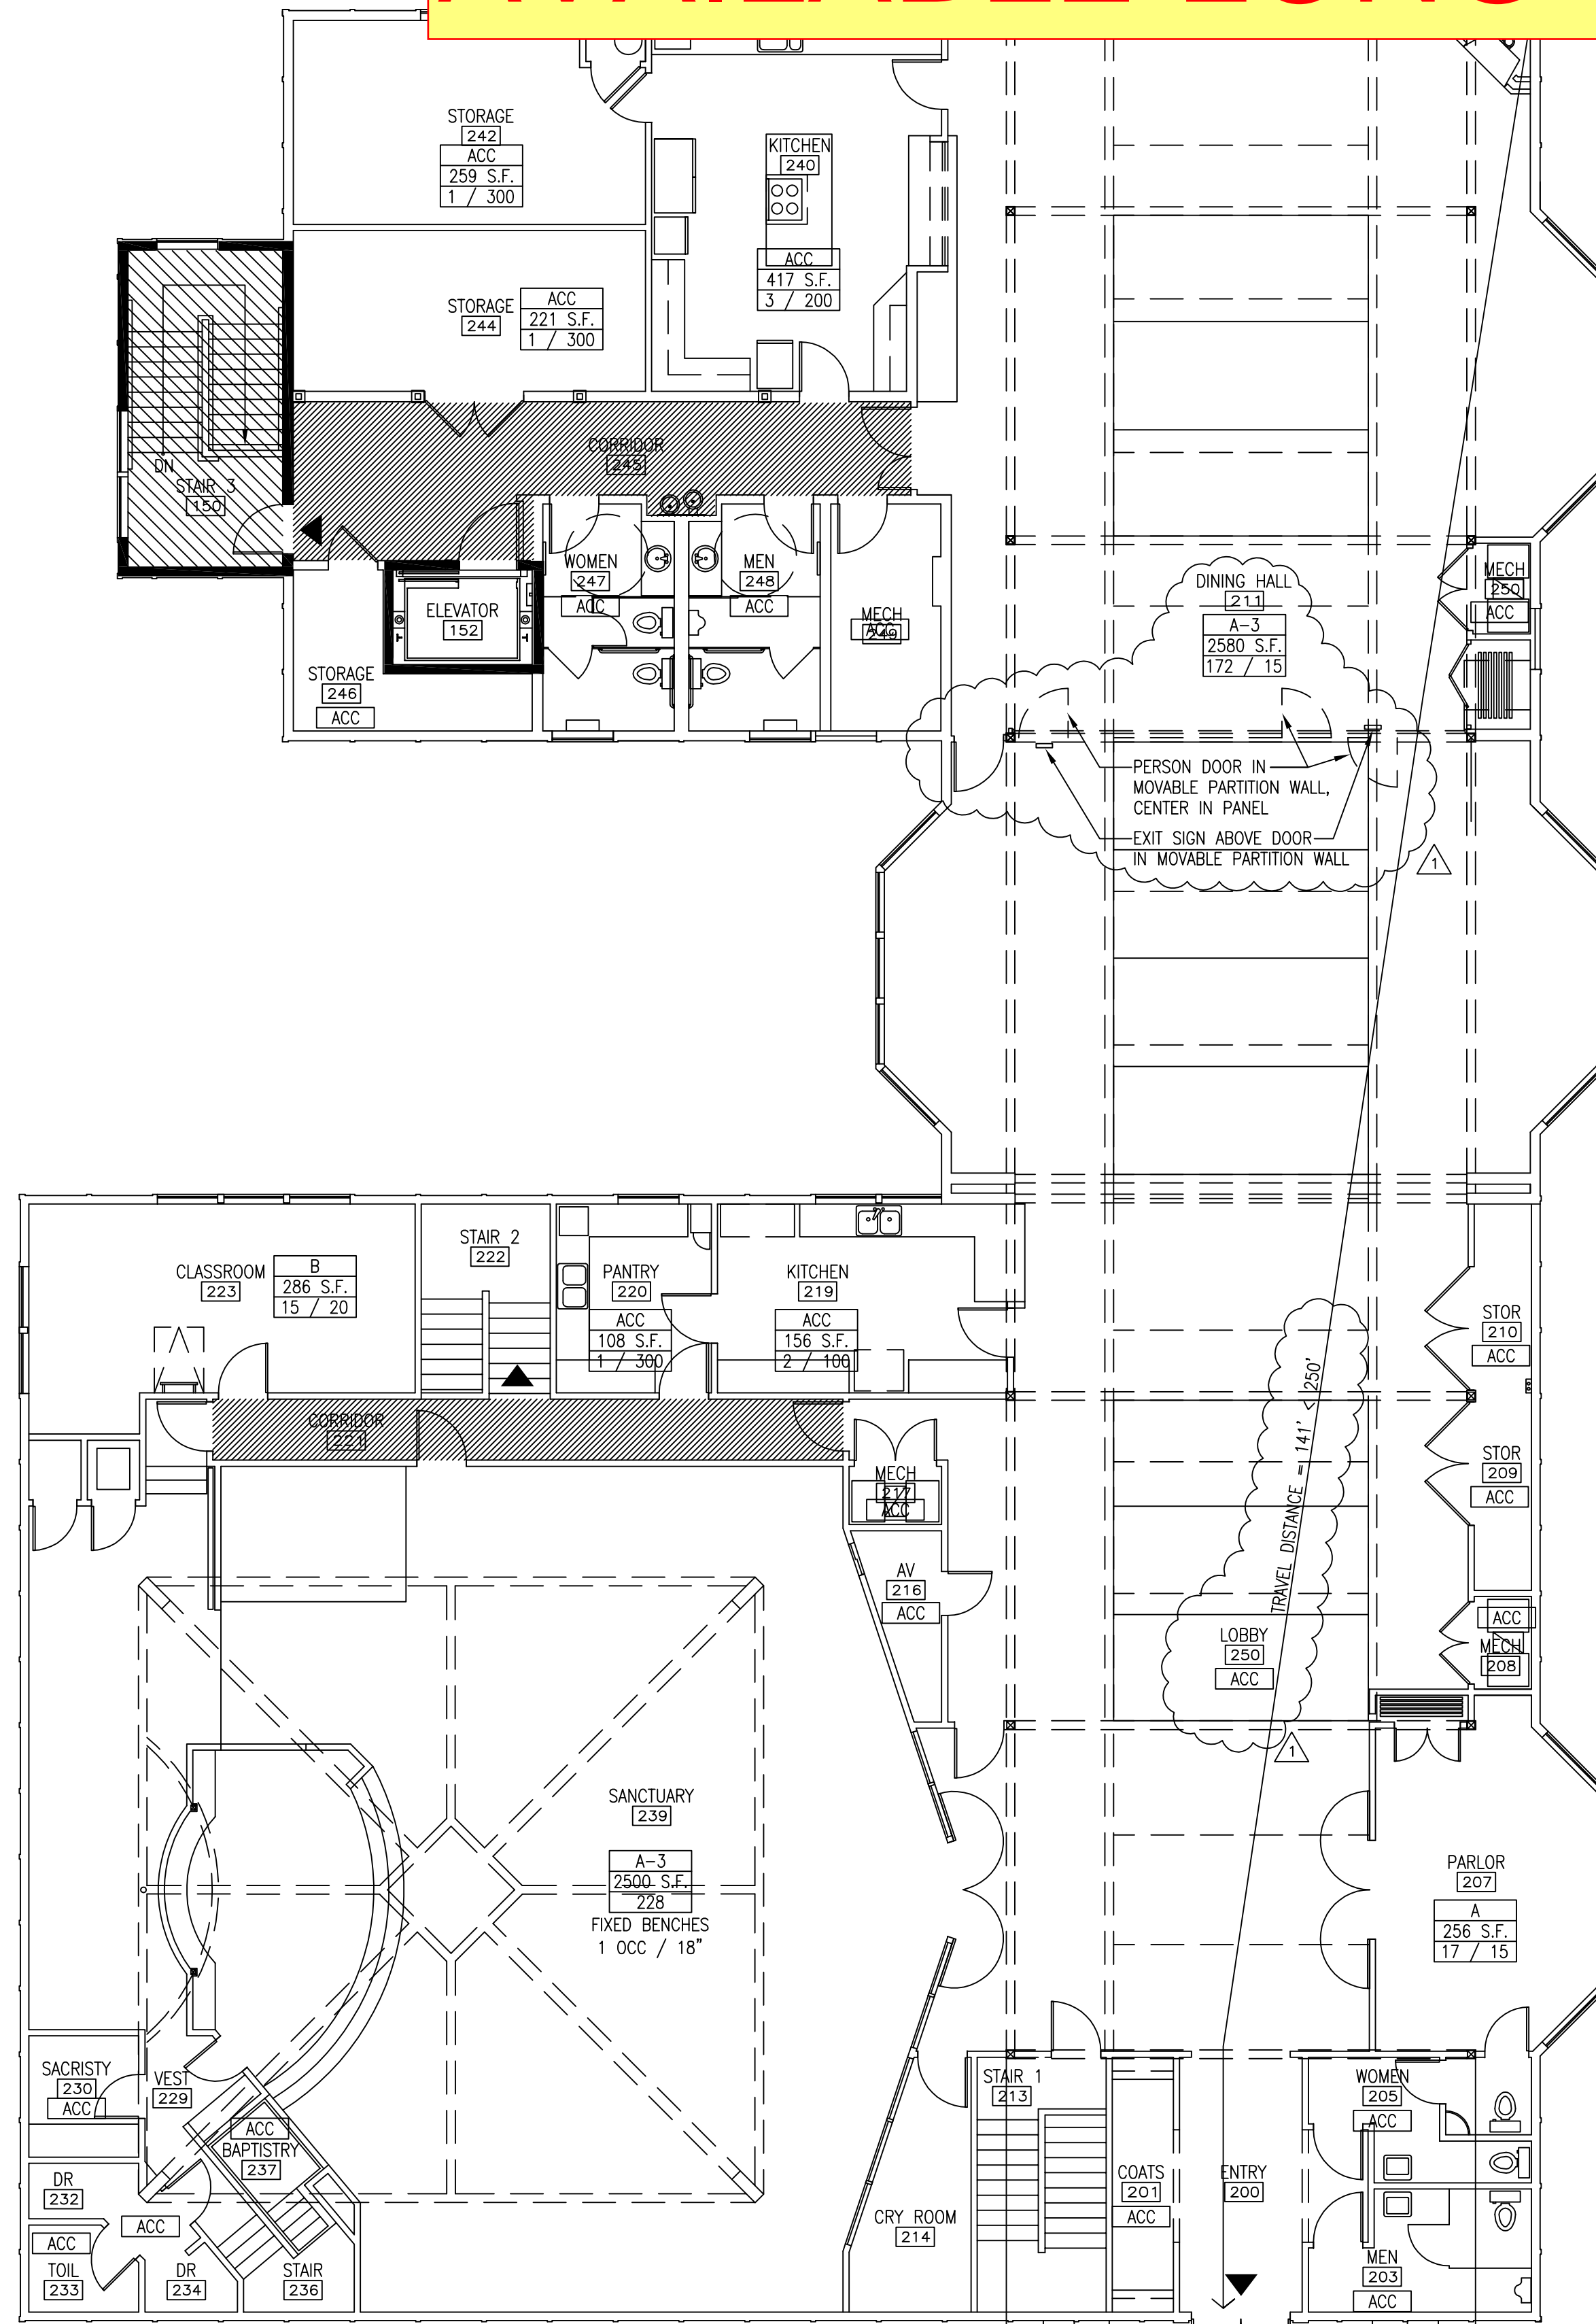 STORAGE
242
ACC
259 S.F.
1 / 300
KITCHEN
240
ACC
417 S.F.
3 / 200
STORAGE
244
ACC
221 S.F.
1 / 300
CORRIDOR
245
DN
STAIR 3
150
WOMEN
247
ACC
MEN
248
ACC
ELEVATOR
152
MECH
249
ACC
STORAGE
246
ACC
DINING HALL
211
A-3
2580 S.F.
172 / 15
MECH
250
ACC
PERSON DOOR IN
MOVABLE PARTITION WALL,
CENTER IN PANEL
EXIT SIGN ABOVE DOOR
IN MOVABLE PARTITION WALL
1
CLASSROOM
223
B
286 S.F.
15 / 20
STAIR 2
222
PANTRY
220
ACC
108 S.F.
1 / 300
KITCHEN
219
ACC
156 S.F.
2 / 100
STOR
210
ACC
CORRIDOR
221
MECH
217
ACC
STOR
209
ACC
TRAVEL DISTANCE = 141' < 250'
AV
216
ACC
LOBBY
250
ACC
ACC
MECH
208
1
SANCTUARY
239
A-3
2500 S.F.
228
FIXED BENCHES
1 OCC / 18"
PARLOR
207
A
256 S.F.
17 / 15
SACRISTY
230
ACC
VEST
229
STAIR 1
213
WOMEN
205
ACC
ACC
BAPTISTRY
237
DR
232
ACC
ACC
TOIL
233
DR
234
STAIR
236
CRY ROOM
214
COATS
201
ACC
ENTRY
200
MEN
203
ACC